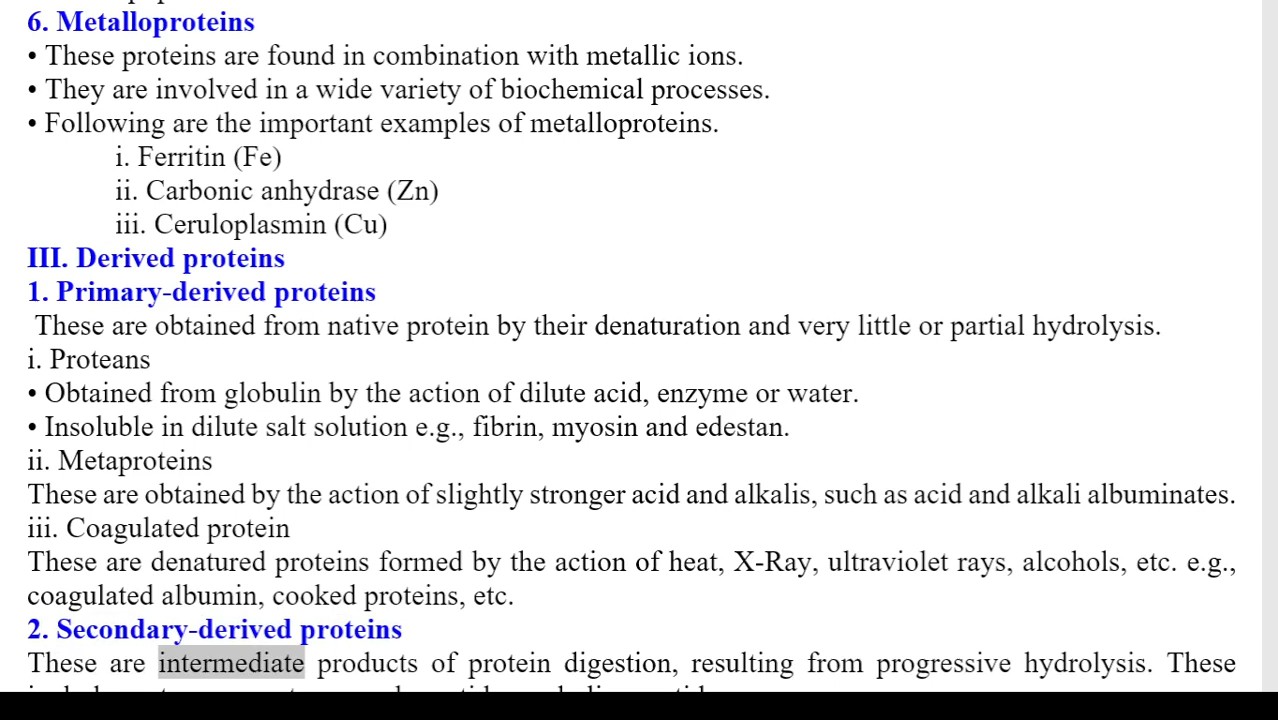 6. Metalloproteins
• These proteins are found in combination with metallic ions.
• They are involved in a wide variety of biochemical processes.
• Following are the important examples of metalloproteins.
i. Ferritin (Fe)
ii. Carbonic anhydrase (Zn)
iii. Ceruloplasmin (Cu)
III. Derived proteins
1. Primary-derived proteins
These are obtained from native protein by their denaturation and very little or partial hydrolysis.
i. Proteans
• Obtained from globulin by the action of dilute acid, enzyme or water.
• Insoluble in dilute salt solution e.g., fibrin, myosin and edestan.
ii. Metaproteins
These are obtained by the action of slightly stronger acid and alkalis, such as acid and alkali albuminates.
iii. Coagulated protein
These are denatured proteins formed by the action of heat, X-Ray, ultraviolet rays, alcohols, etc. e.g.,
coagulated albumin, cooked proteins, etc.
2. Secondary-derived proteins
These are intermediate products of protein digestion, resulting from progressive hydrolysis. These